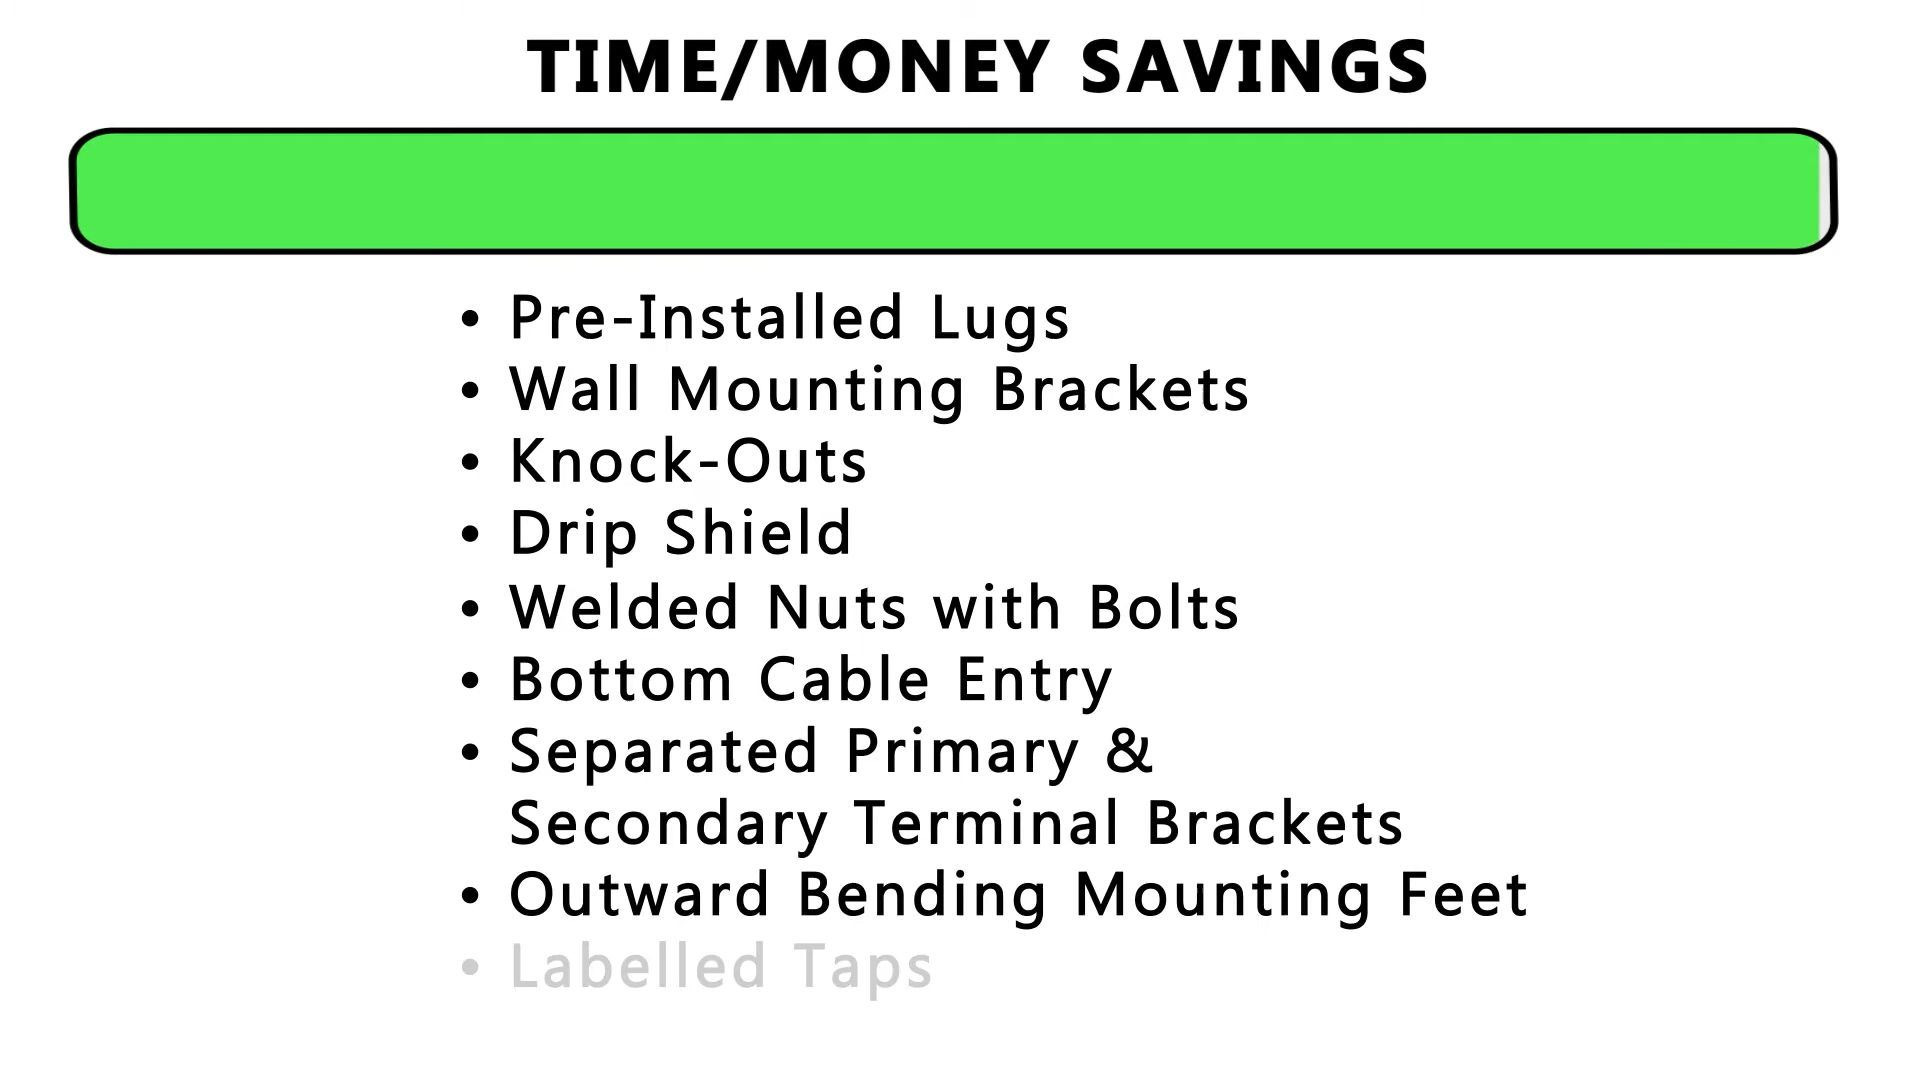 TIME/MONEY SAVINGS
• Pre-Installed Lugs
• Wall Mounting Brackets
• Knock-Outs
• Drip Shield
• Welded Nuts with Bolts
• Bottom Cable Entry
• Separated Primary &
Secondary Terminal Brackets
• Outward Bending Mounting Feet
• Labelled Taps